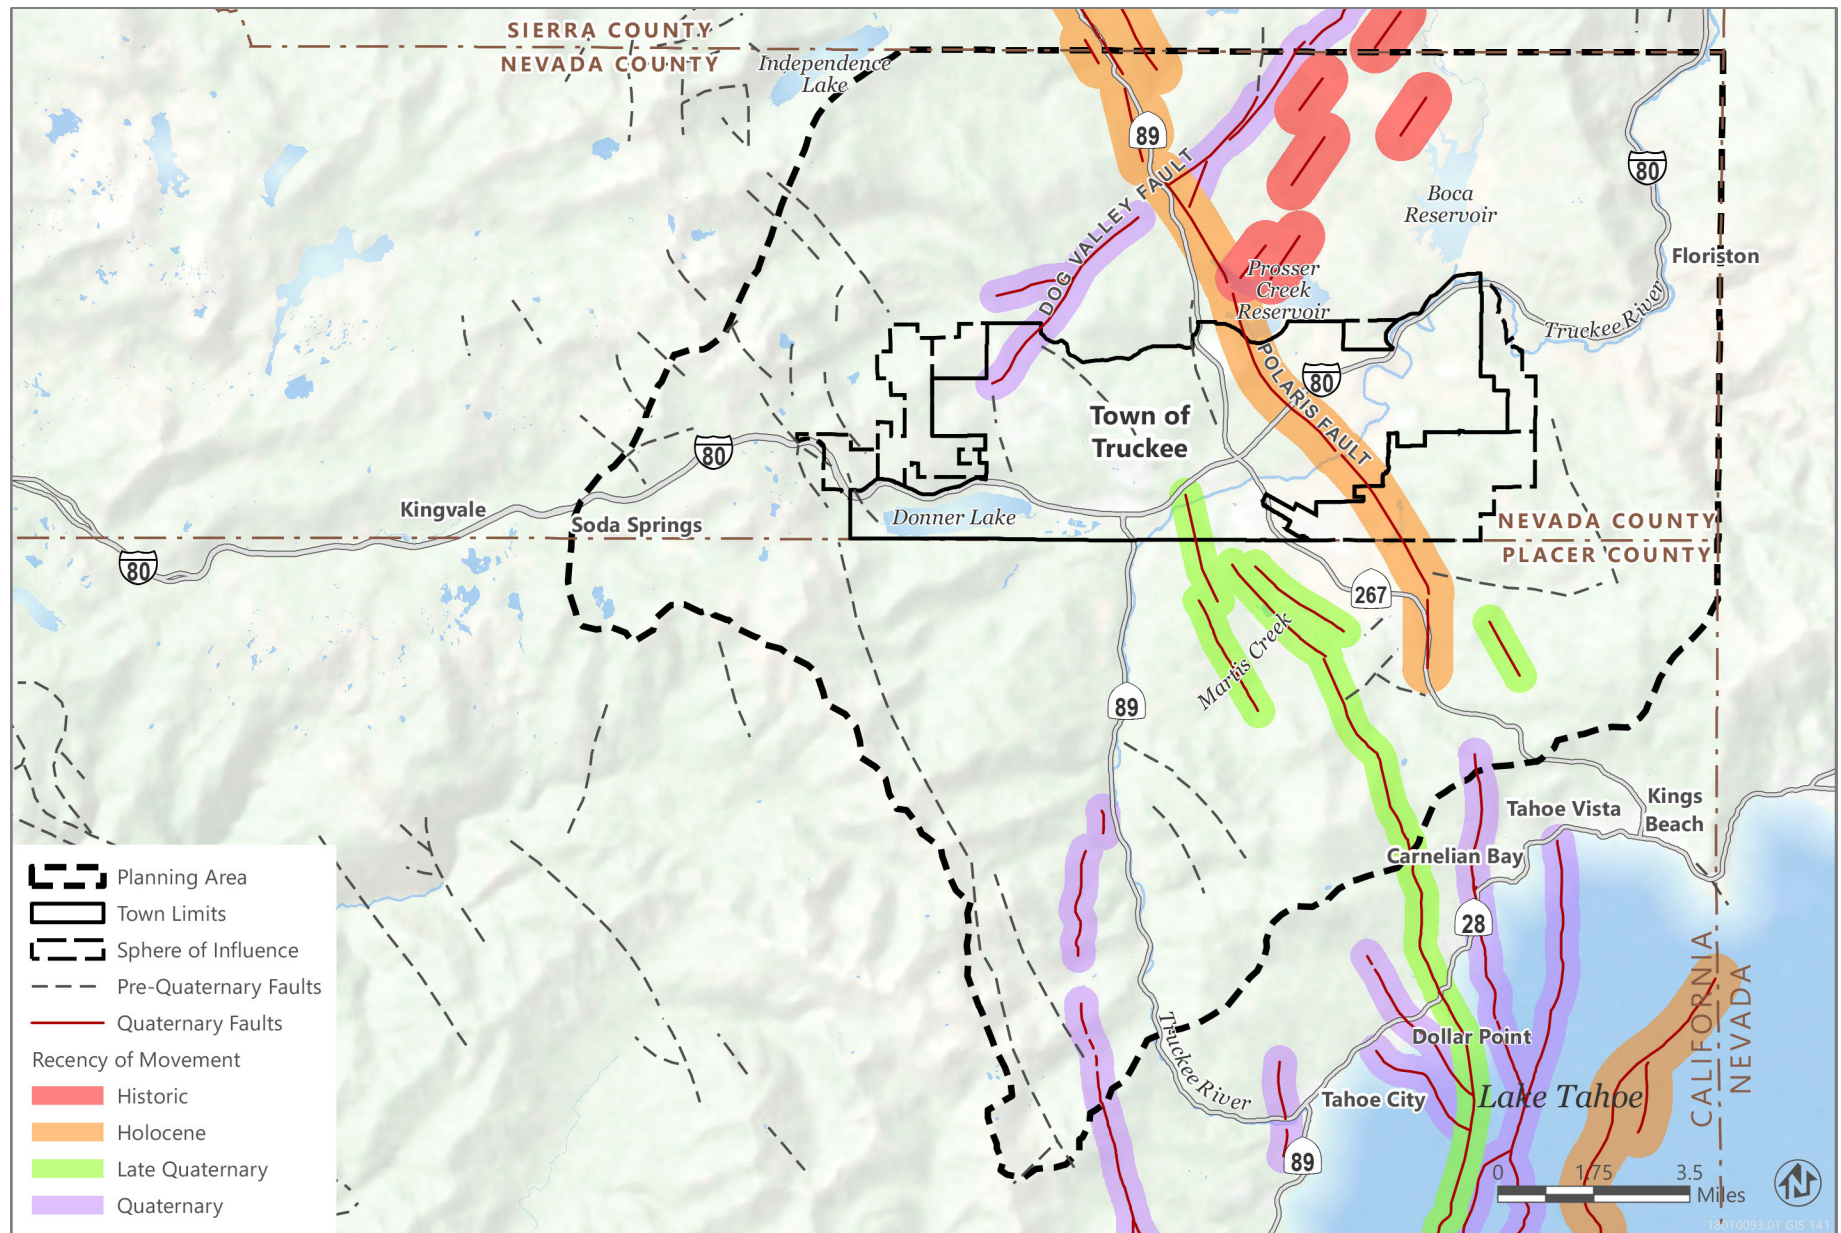 SIERRA COUNTY
NEVADA COUNTY
Independence
Lake
89
80
DOG VALLEY FAULT
Boca
Reservoir
Floriston
Prosser
Creek
Reservoir
Truckee River
POLARIS FAULT
80
Town of
Truckee
80
Kingvale
Soda Springs
Donner Lake
NEVADA COUNTY
PLACER COUNTY
80
267
Martis Creek
89
Kings
Beach
Tahoe Vista
Carnelian Bay
28
CALIFORNIA
NEVADA
Dollar Point
Truckee River
Tahoe City
Lake Tahoe
89
Planning Area
Town Limits
Sphere of Influence
Pre-Quaternary Faults
Quaternary Faults
Recency of Movement
Historic
Holocene
Late Quaternary
Quaternary
0 1.75 3.5
Miles
N
18010093.01 GIS 141